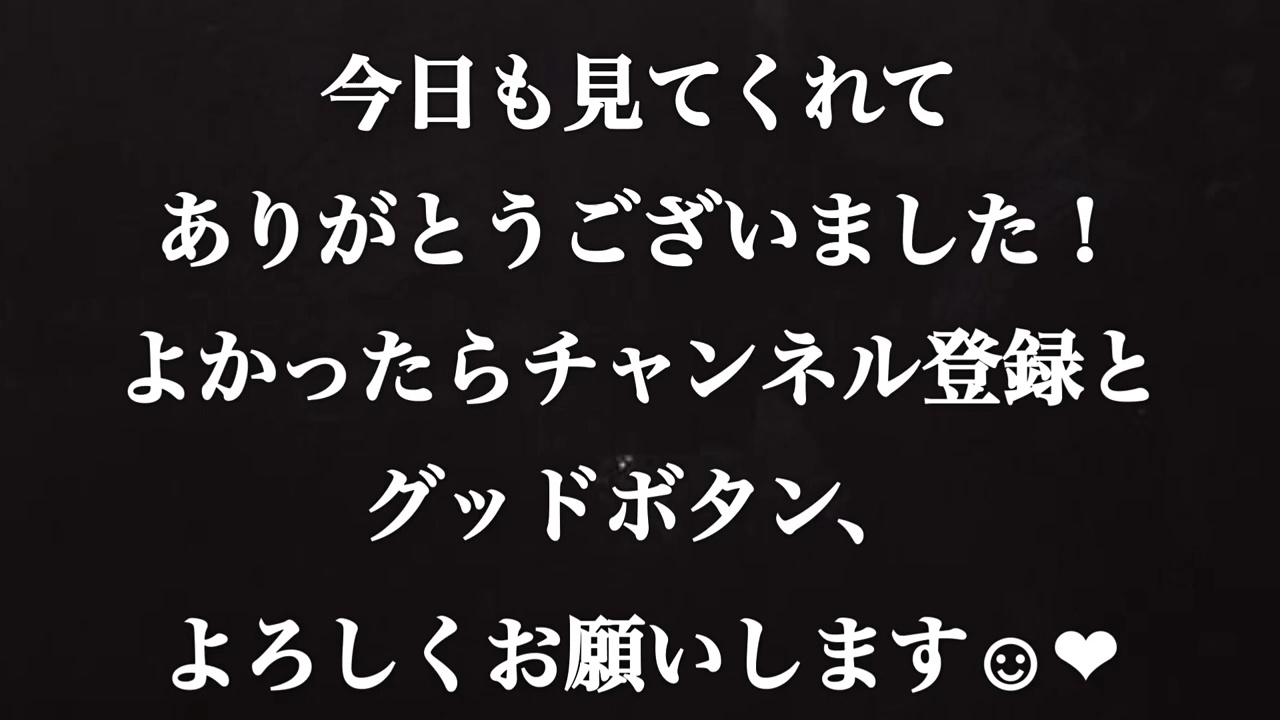 今日も見てくれて
ありがとうございました！
よかったらチャンネル登録と
グッドボタン、
よろしくお願いします☺❤